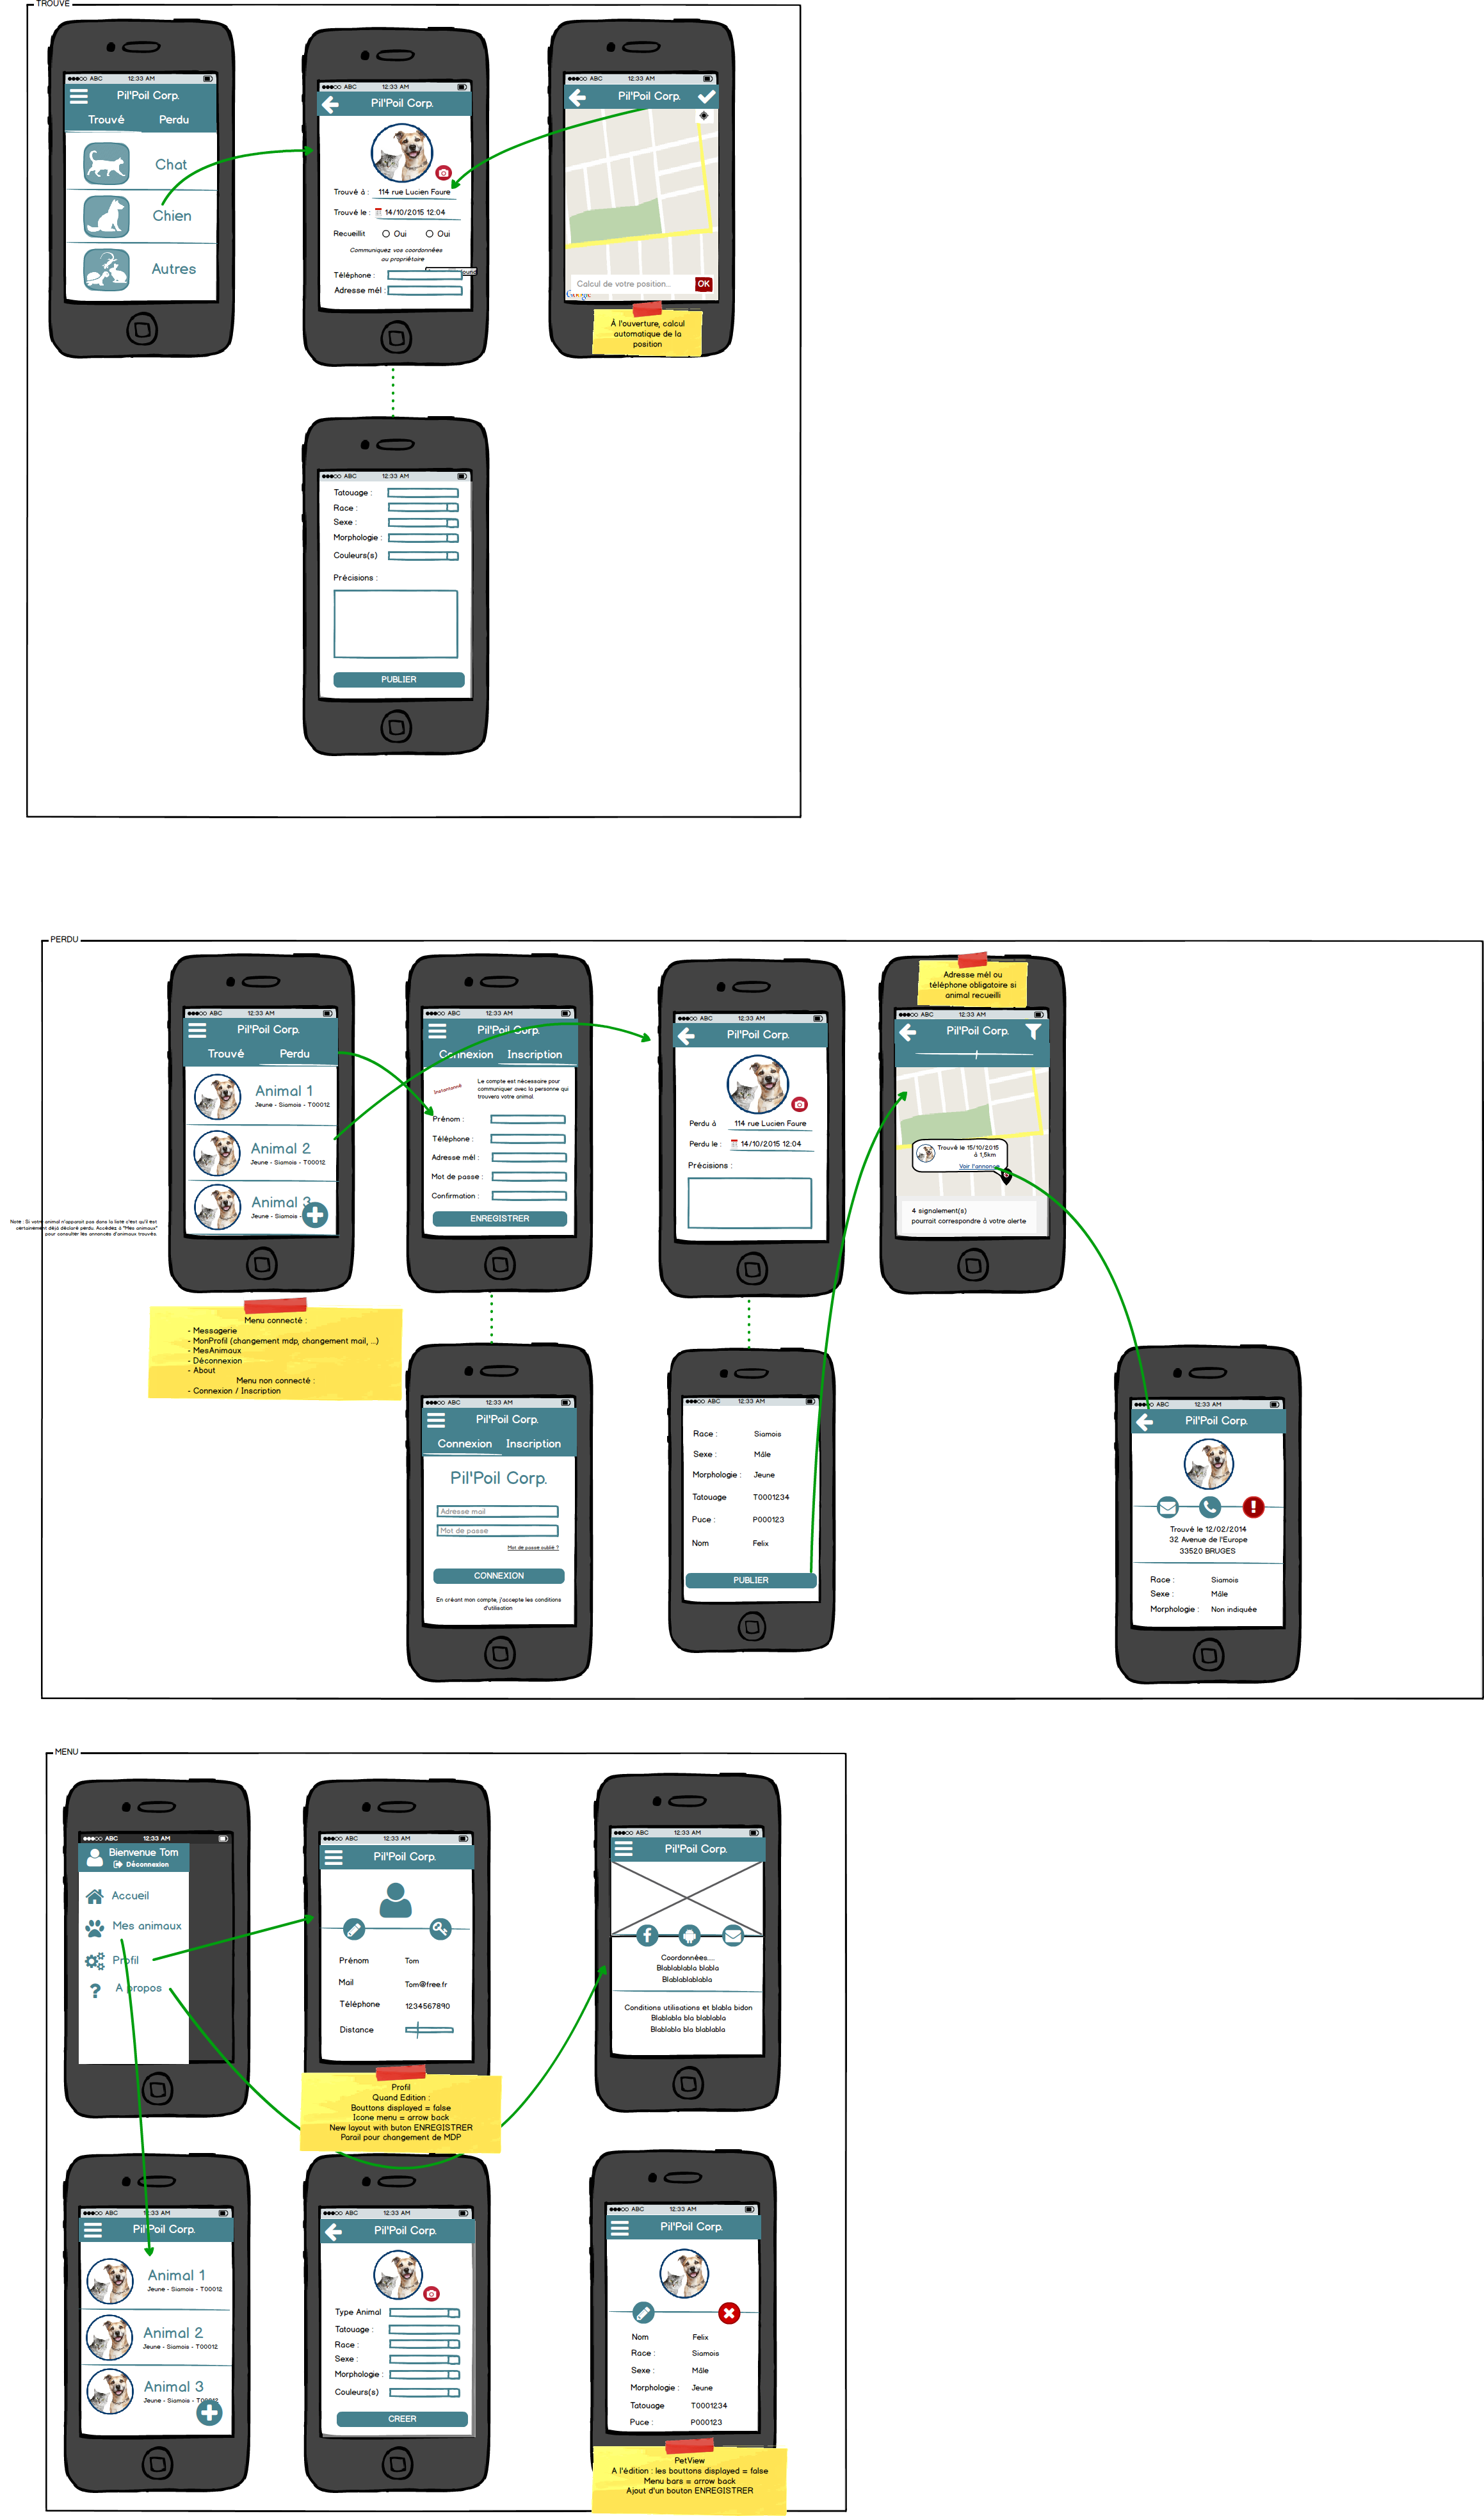 TROUVE
ABC 12:33 AM
Pil'Poil Corp.
Trouvé Perdu
Chat
Chien
Autres
ABC 12:33 AM
Pil'Poil Corp.
Trouvé à : 114 rue Lucien Faure
Trouvé le : 14/10/2015 12:04
Recueillit Oui Oui
Communiquez vos coordonnées
au propriétaire
Téléphone :
Adresse mél :
ABC 12:33 AM
Pil'Poil Corp.
Calcul de votre position... OK
Google
À l'ouverture, calcul
automatique de la
position
ABC 12:33 AM
Tatouage :
Race :
Sexe :
Morphologie :
Couleurs(s)
Précisions :
PUBLIER
PERDU
ABC 12:33 AM
Pil'Poil Corp.
Trouvé Perdu
Animal 1
Jeune - Siamois - T00012
Animal 2
Jeune - Siamois - T00012
Animal 3
Jeune - Siamois -
Note : Si votre animal n'apparait pas dans la liste c'est qu'il est
certainement déjà déclaré perdu. Accédez à "Mes animaux"
pour consulter les annonces d'animaux trouvés.
Menu connecté :
- Messagerie
- MonProfil (changement mdp, changement mail, ...)
- MesAnimaux
- Déconnexion
- About
Menu non connecté :
- Connexion / Inscription
ABC 12:33 AM
Pil'Poil Corp.
Connexion Inscription
Instantanné
Le compte est nécessaire pour
communiquer avec la personne qui
trouvera votre animal.
Prénom :
Téléphone :
Adresse mél :
Mot de passe :
Confirmation :
ENREGISTRER
ABC 12:33 AM
Pil'Poil Corp.
Perdu à 114 rue Lucien Faure
Perdu le : 14/10/2015 12:04
Précisions :
Adresse mél ou
téléphone obligatoire si
animal recueilli
ABC 12:33 AM
Pil'Poil Corp.
Trouvé le 15/10/2015
à 1,5km
Voir l'annonce
4 signalement(s)
pourrait correspondre à votre alerte
ABC 12:33 AM
Pil'Poil Corp.
Connexion Inscription
Pil'Poil Corp.
Adresse mail
Mot de passe
Mot de passe oublié ?
CONNEXION
En créant mon compte, j'accepte les conditions
d'utilisation
ABC 12:33 AM
Race : Siamois
Sexe : Mâle
Morphologie : Jeune
Tatouage T0001234
Puce : P000123
Nom Felix
PUBLIER
ABC 12:33 AM
Pil'Poil Corp.
Trouvé le 12/02/2014
32 Avenue de l'Europe
33520 BRUGES
Race : Siamois
Sexe : Mâle
Morphologie : Non indiquée
MENU
ABC 12:33 AM
Bienvenue Tom
Déconnexion
Accueil
Mes animaux
Profil
A propos
ABC 12:33 AM
Pil'Poil Corp.
Prénom Tom
Mail Tom@free.fr
Téléphone 1234567890
Distance
Profil
Quand Edition :
Bouttons displayed = false
Icone menu = arrow back
New layout with buton ENREGISTRER
Parail pour changement de MDP
ABC 12:33 AM
Pil'Poil Corp.
Coordonnées....
Blablablabla blabla
Blablablablabla
Conditions utilisations et blabla bidon
Blablabla bla blablabla
Blablabla bla blablabla
ABC 12:33 AM
Pil'Poil Corp.
Animal 1
Jeune - Siamois - T00012
Animal 2
Jeune - Siamois - T00012
Animal 3
Jeune - Siamois - T00012
ABC 12:33 AM
Pil'Poil Corp.
Type Animal
Tatouage :
Race :
Sexe :
Morphologie :
Couleurs(s)
CREER
ABC 12:33 AM
Pil'Poil Corp.
Nom Felix
Race : Siamois
Sexe : Mâle
Morphologie : Jeune
Tatouage T0001234
Puce : P000123
PetView
A l'édition : les bouttons displayed = false
Menu bars = arrow back
Ajout d'un bouton ENREGISTRER